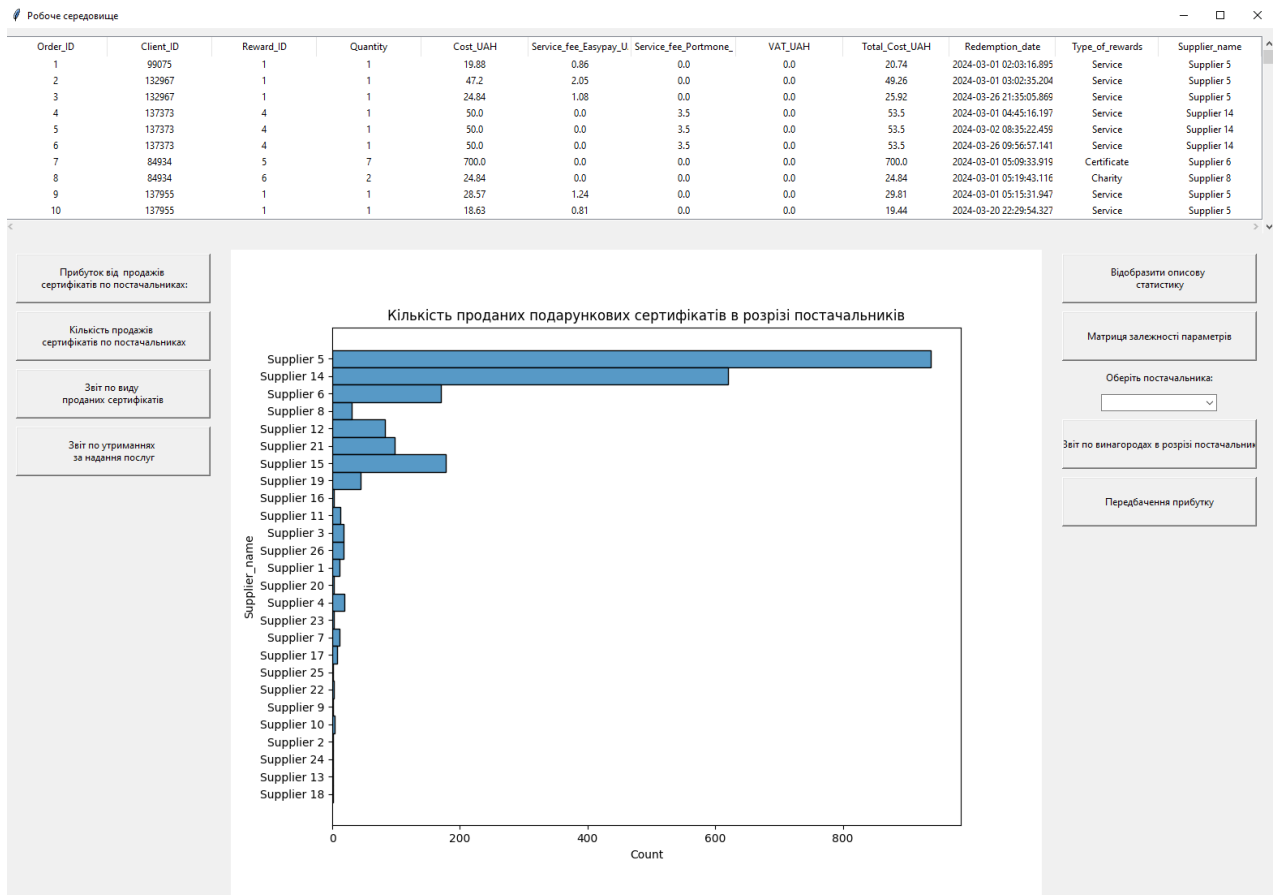 Робоче середовище
Order_ID Client_ID Reward_ID Quantity Cost_UAH Service_fee_Easypay_U. Service_fee_Portmone_ VAT_UAH Total_Cost_UAH Redemption_date Type_of_rewards Supplier_name
1 99075 1 1 19.88 0.86 0.0 0.0 20.74 2024-03-01 02:03:16.895 Service Supplier 5
2 132967 1 1 47.2 2.05 0.0 0.0 49.26 2024-03-01 03:02:35.204 Service Supplier 5
3 132967 1 1 24.84 1.08 0.0 0.0 25.92 2024-03-26 21:35:05.869 Service Supplier 5
4 137373 4 1 50.0 0.0 3.5 0.0 53.5 2024-03-01 04:45:16.197 Service Supplier 14
5 137373 4 1 50.0 0.0 3.5 0.0 53.5 2024-03-02 08:35:22.459 Service Supplier 14
6 137373 4 1 50.0 0.0 3.5 0.0 53.5 2024-03-26 09:56:57.141 Service Supplier 14
7 84934 5 7 700.0 0.0 0.0 0.0 700.0 2024-03-01 05:09:33.919 Certificate Supplier 6
8 84934 6 2 24.84 0.0 0.0 0.0 24.84 2024-03-01 05:19:43.116 Charity Supplier 8
9 137955 1 1 28.57 1.24 0.0 0.0 29.81 2024-03-01 05:15:31.947 Service Supplier 5
10 137955 1 1 18.63 0.81 0.0 0.0 19.44 2024-03-20 22:29:54.327 Service Supplier 5
Прибуток від продажів
сертифікатів по постачальниках:
Кількість продажів
сертифікатів по постачальниках
Звіт по виду
проданих сертифікатів
Звіт по утриманнях
за надання послуг
Кількість проданих подарункових сертифікатів в розрізі постачальників
Supplier_name
Supplier 5
Supplier 14
Supplier 6
Supplier 8
Supplier 12
Supplier 21
Supplier 15
Supplier 19
Supplier 16
Supplier 11
Supplier 3
Supplier 26
Supplier 1
Supplier 20
Supplier 4
Supplier 23
Supplier 7
Supplier 17
Supplier 25
Supplier 22
Supplier 9
Supplier 10
Supplier 2
Supplier 24
Supplier 13
Supplier 18
0 200 400 600 800
Count
Відобразити описову
статистику
Матриця залежності параметрів
Оберіть постачальника:
Звіт по винагородах в розрізі постачальник
Передбачення прибутку